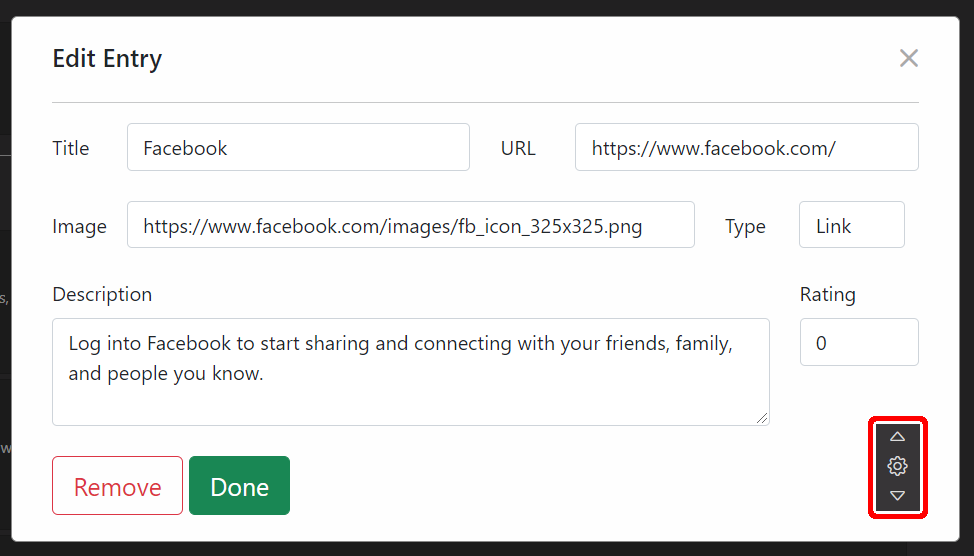 Edit Entry
Title Facebook URL https://www.facebook.com/
Image https://www.facebook.com/images/fb_icon_325x325.png Type Link
Description Rating
Log into Facebook to start sharing and connecting with your friends, family, 0
and people you know.
Remove Done